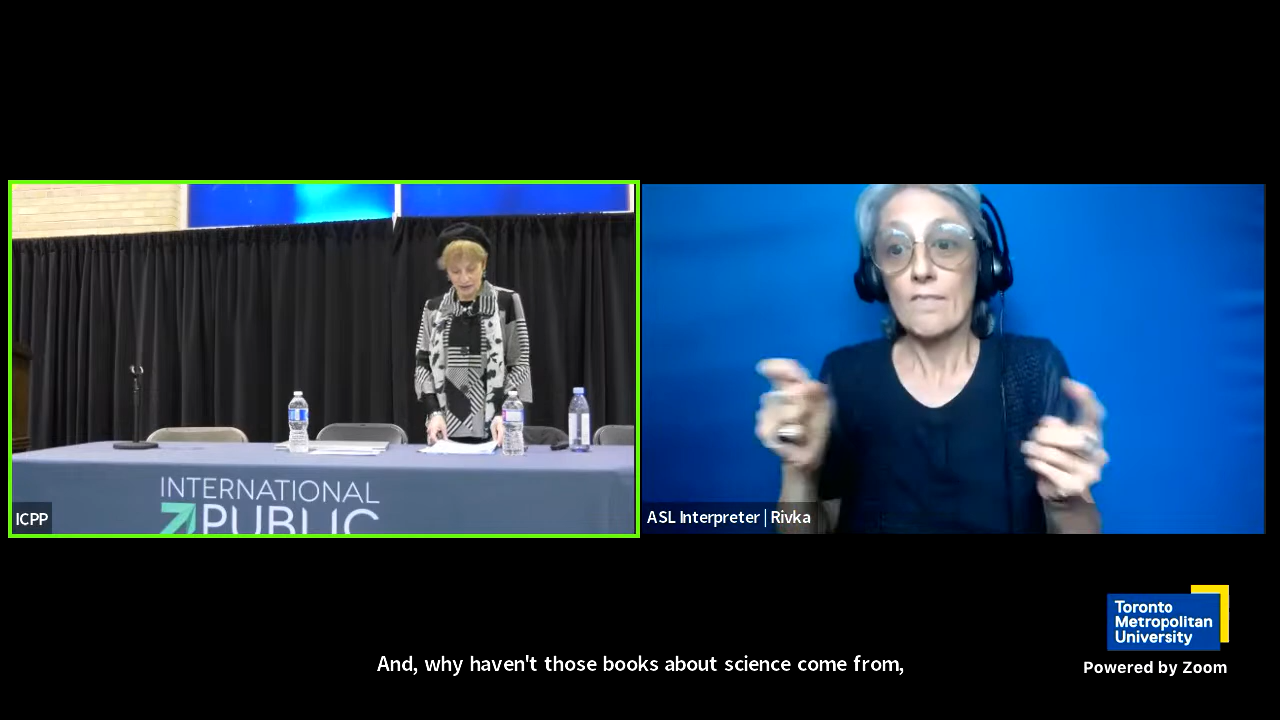 INTERNATIONAL
PUBLIC
ICPP
ASL Interpreter | Rivka
Toronto
Metropolitan
University
Powered by Zoom
And, why haven't those books about science come from,